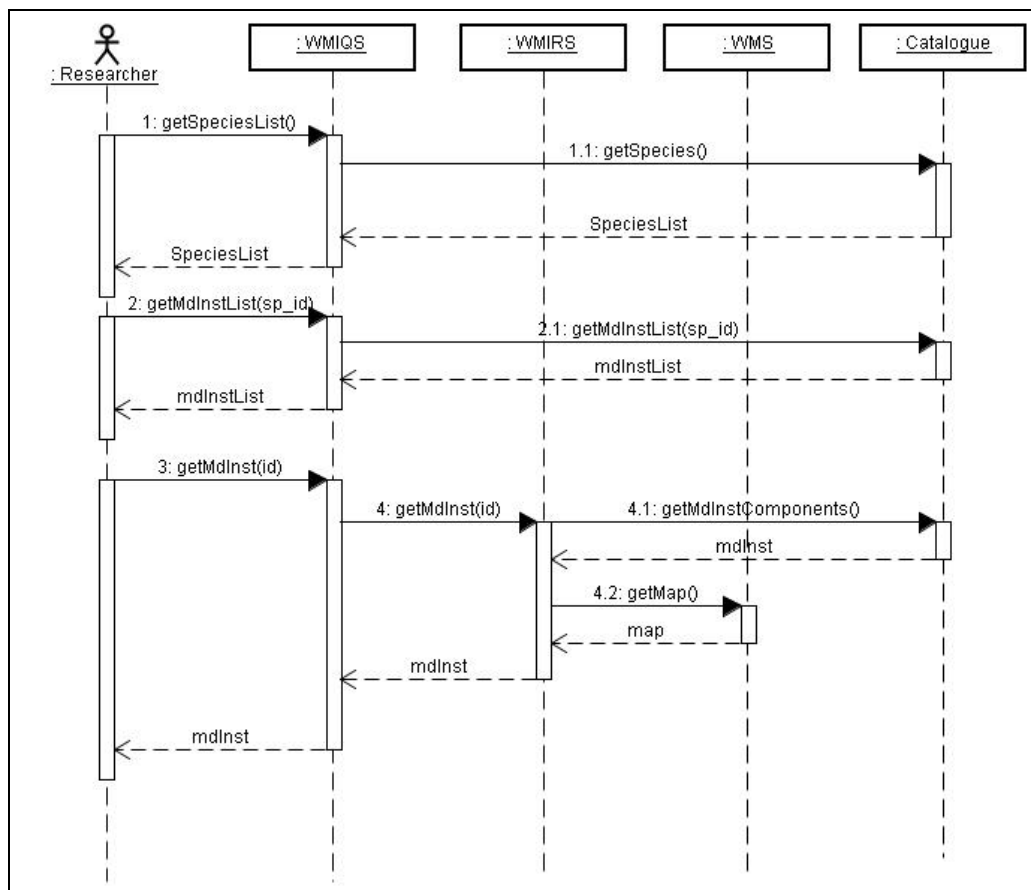 : Researcher
: WMIQS
: WMIRS
: WMS
: Catalogue
1: getSpeciesList()
1.1: getSpecies()
SpeciesList
SpeciesList
2: getMdInstList(sp_id)
2.1: getMdInstList(sp_id)
mdInstList
mdInstList
3: getMdInst(id)
4: getMdInst(id)
4.1: getMdInstComponents()
mdInst
4.2: getMap()
map
mdInst
mdInst